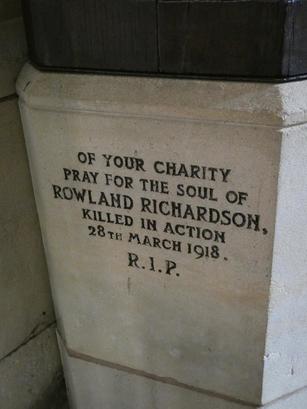 OF YOUR CHARITY
PRAY FOR THE SOUL OF
ROWLAND RICHARDSON,
KILLED IN ACTION
28TH MARCH 1918.
R.I.P.